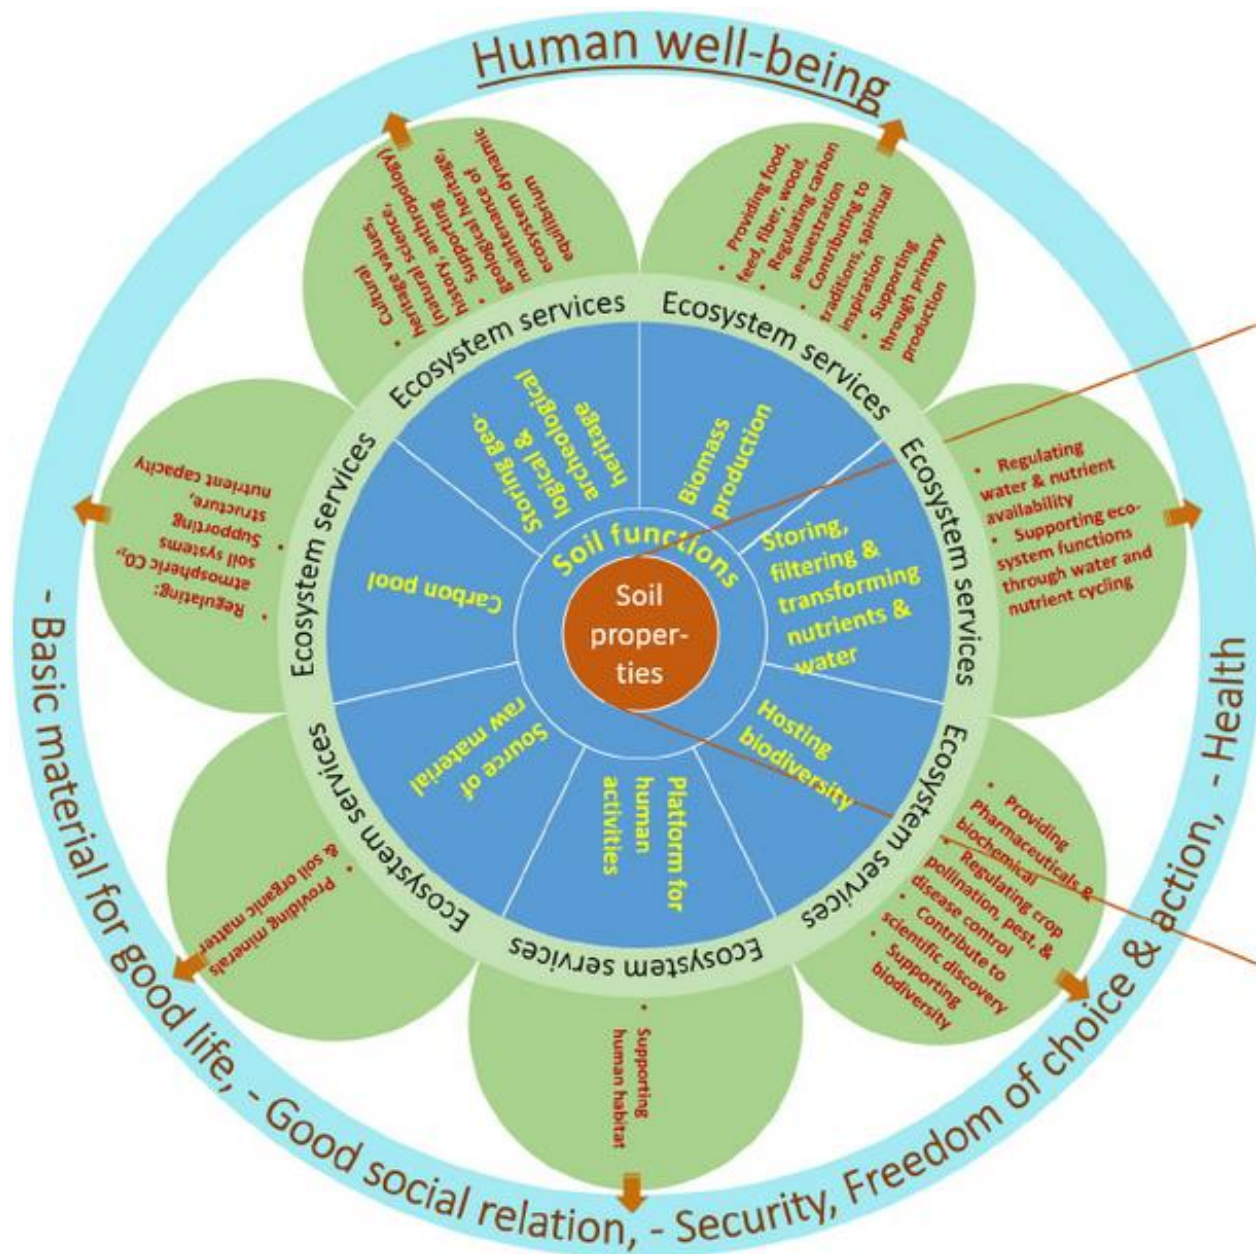 Human well-being
- Basic material for good life, - Good social relation, - Security, Freedom of choice & action, - Health
Soil
proper-
ties
Soil functions
Biomass
production
Storing,
filtering &
transforming
nutrients &
water
Hosting
biodiversity
Platform for
human
activities
Source of
raw material
Carbon pool
Storing geo-
logical &
archeological
heritage
Ecosystem services
Ecosystem services
Ecosystem services
Ecosystem services
Ecosystem services
Ecosystem services
Ecosystem services
• Providing food,
feed, fiber, wood,
• Regulating carbon
sequestration
• Contributing to
traditions, spiritual
inspiration
• Supporting
through primary
production
• Regulating
water & nutrient
availability
• Supporting eco-
system functions
through water and
nutrient cycling
• Providing
Pharmaceuticals &
biochemical
• Regulating crop
pollination, pest, &
disease control
• Contribute to
scientific discovery
• Supporting
biodiversity
• Supporting
human habitat
• Providing minerals
& soil organic matter
• Regulating:
atmospheric C0₂,
soil systems
• Supporting
structure,
nutrient capacity
• Cultural
heritage values,
(natural science,
history, anthropology)
• Supporting
geological heritage,
maintenance of
ecosystem dynamic
equilibrium